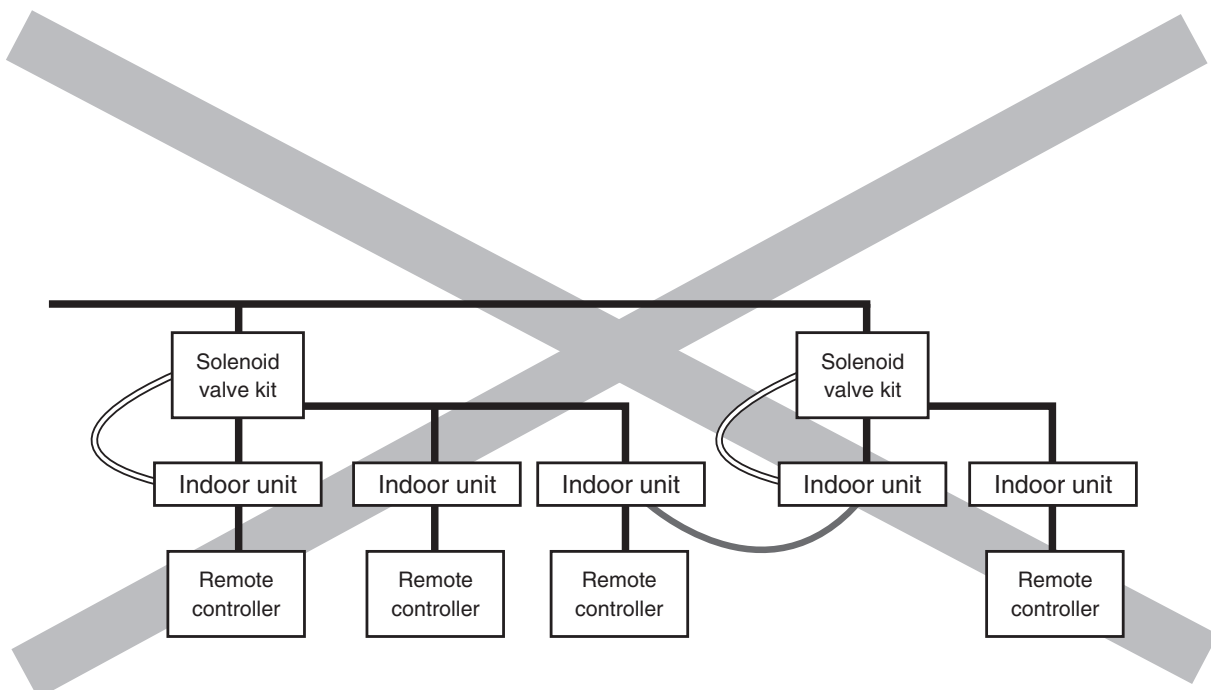 Solenoid
valve kit
Solenoid
valve kit
Indoor unit
Indoor unit
Indoor unit
Indoor unit
Indoor unit
Remote
controller
Remote
controller
Remote
controller
Remote
controller